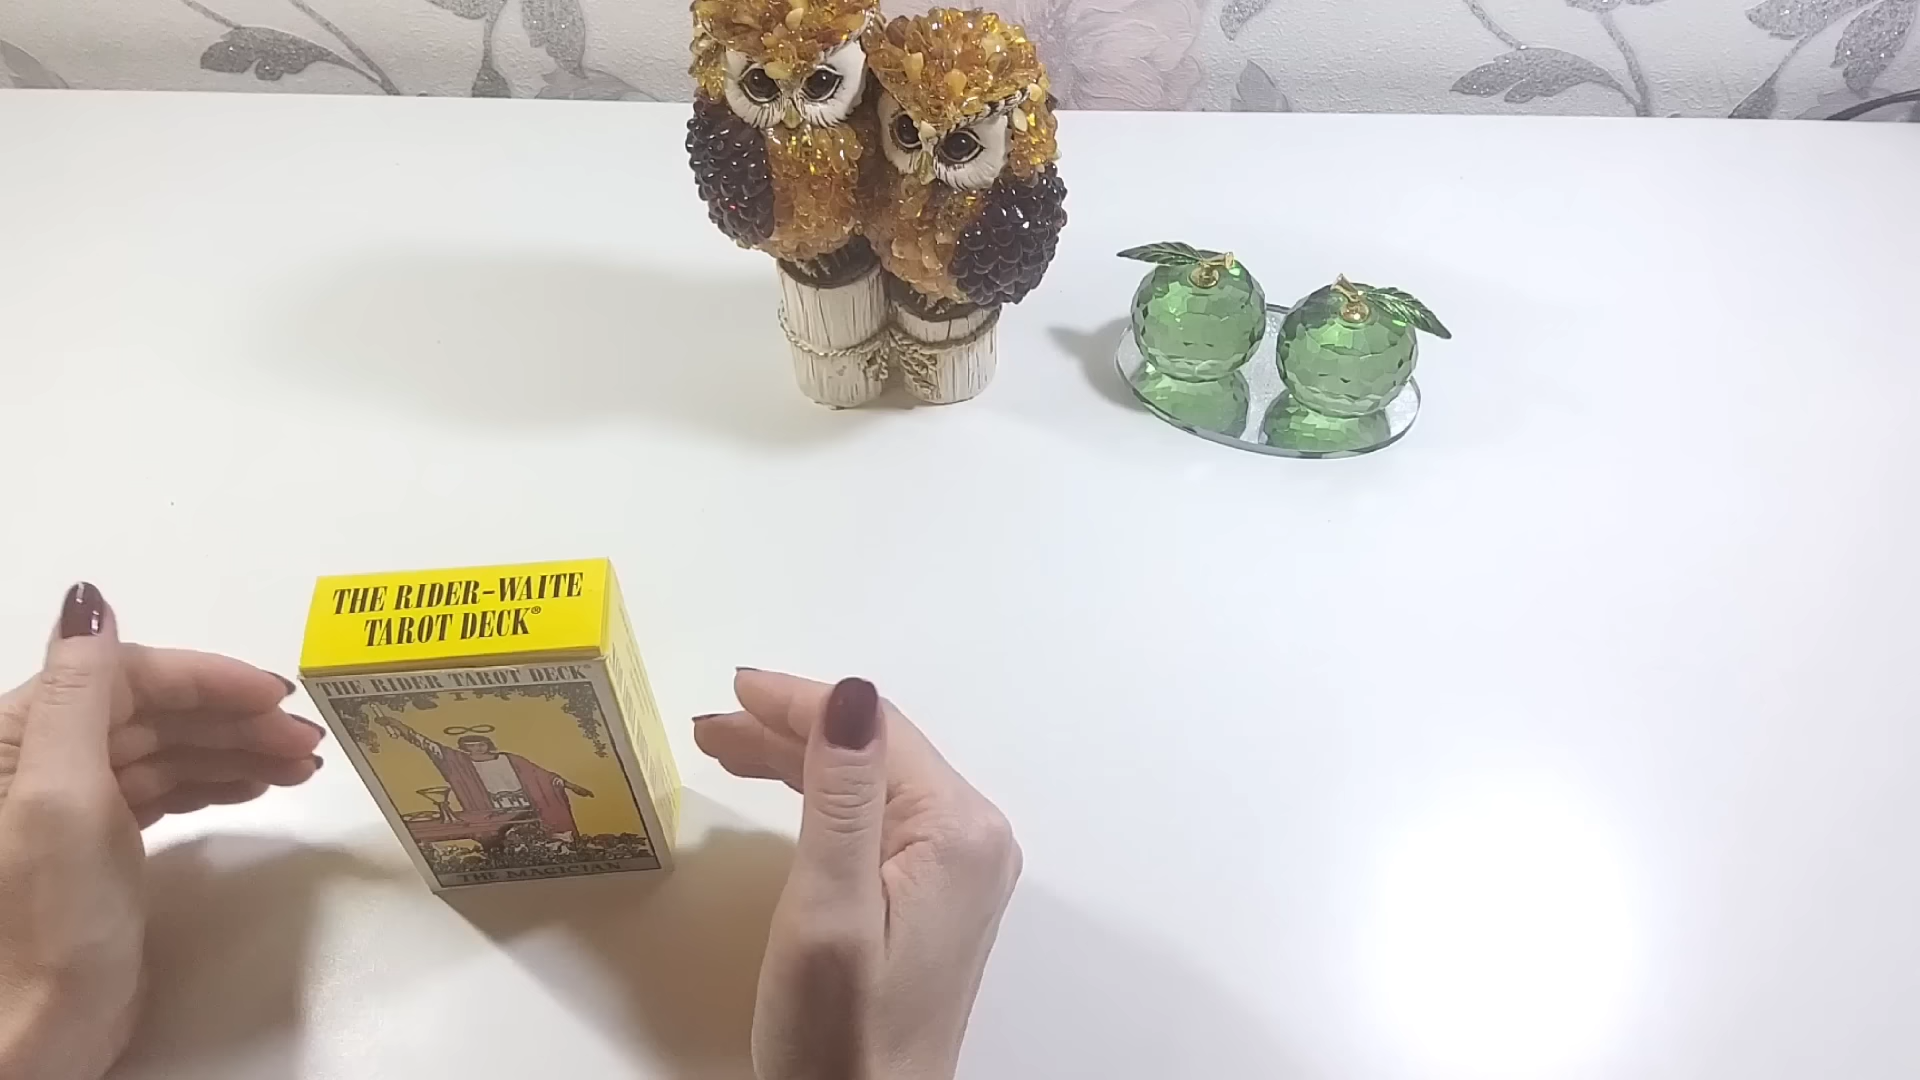 THE RIDER-WAITE
TAROT DECK®
THE RIDER TAROT DECK®
I
THE MAGICIAN